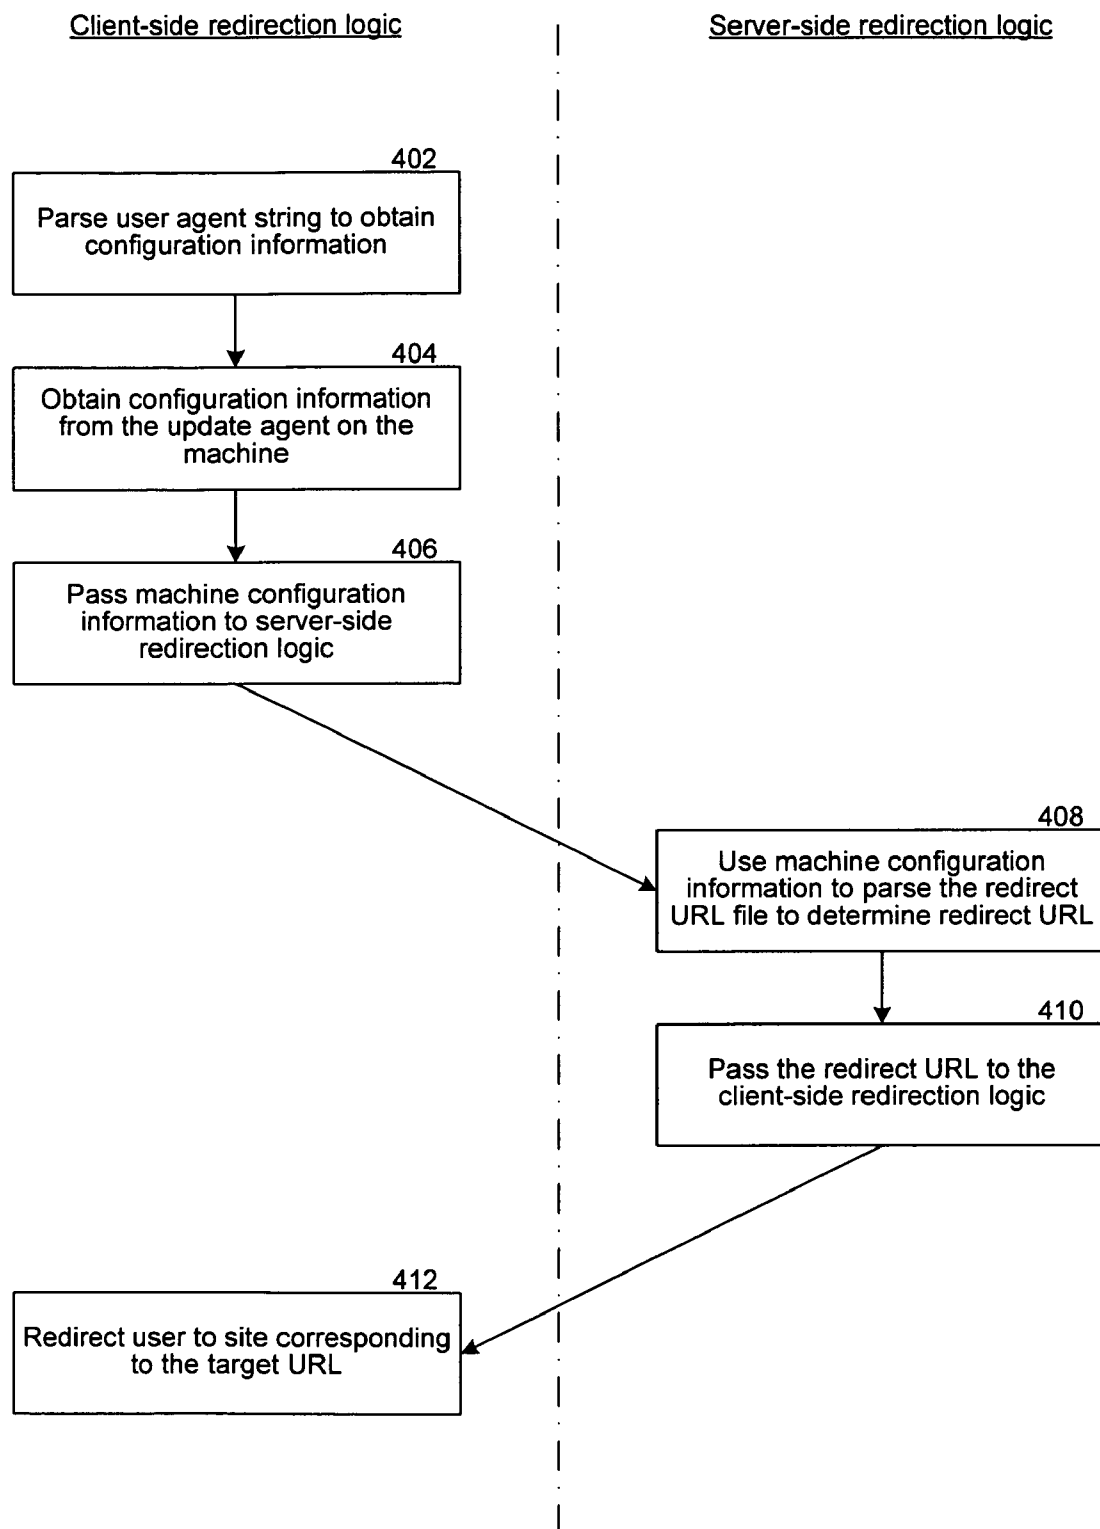 Client-side redirection logic
Server-side redirection logic
402
Parse user agent string to obtain
configuration information
404
Obtain configuration information
from the update agent on the
machine
406
Pass machine configuration
information to server-side
redirection logic
408
Use machine configuration
information to parse the redirect
URL file to determine redirect URL
410
Pass the redirect URL to the
client-side redirection logic
412
Redirect user to site corresponding
to the target URL